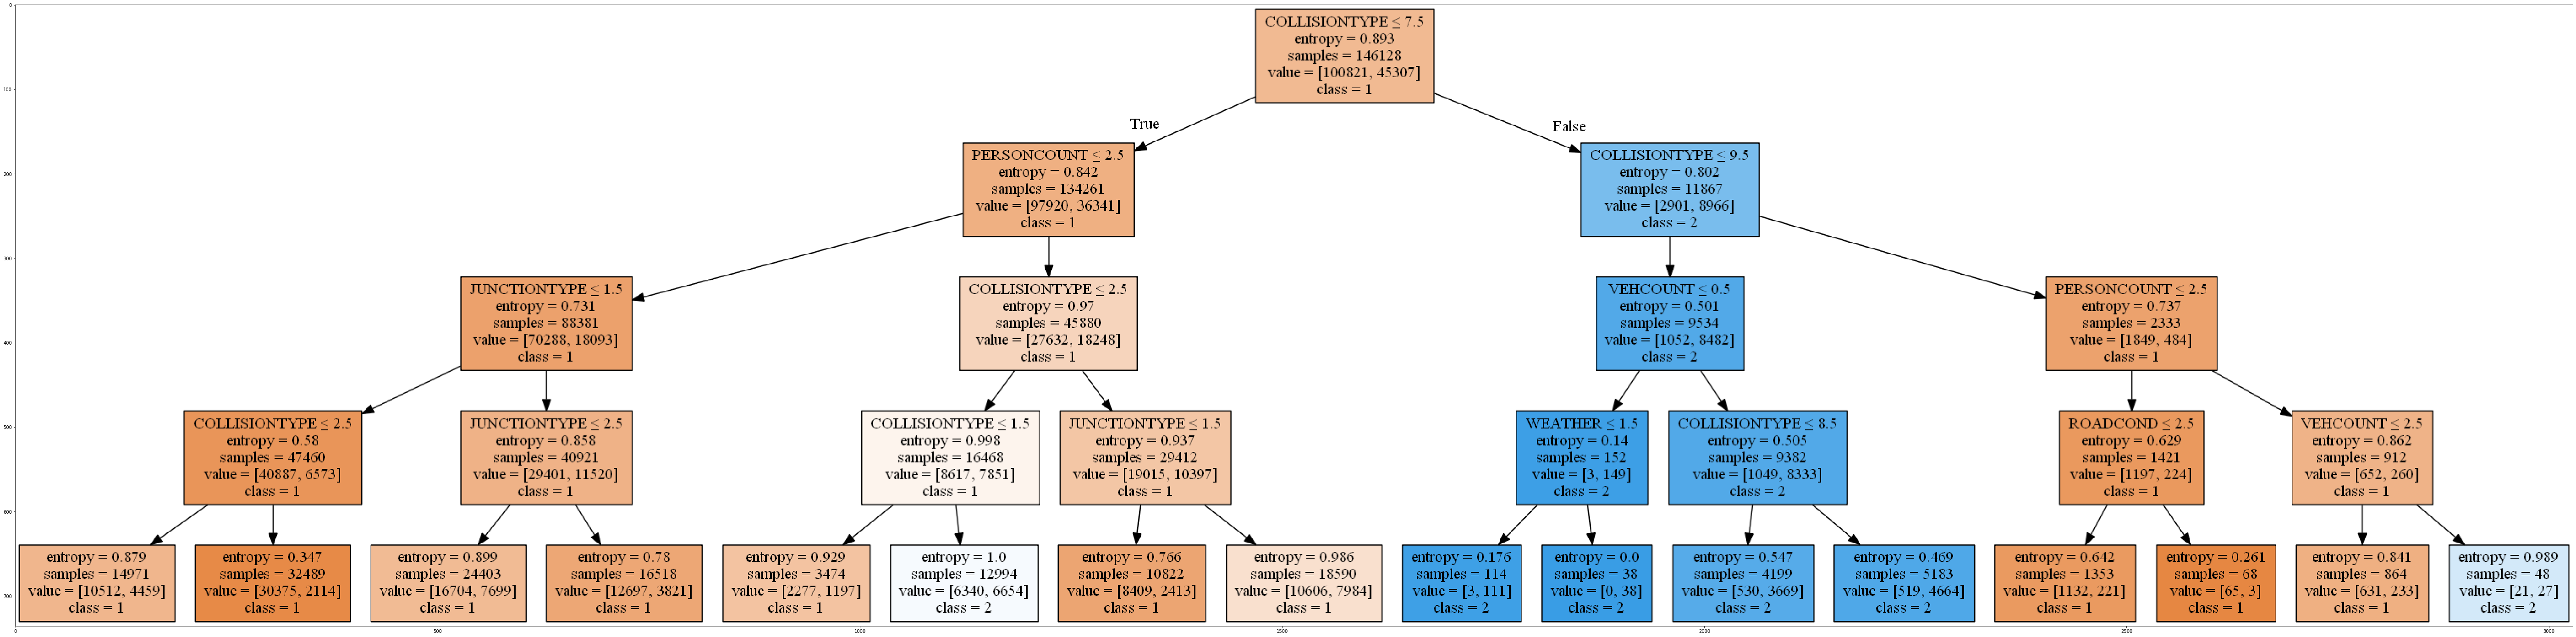 COLLISIONTYPE ≤ 7.5
entropy = 0.893
samples = 146128
value = [100821, 45307]
class = 1
True
False
PERSONCOUNT ≤ 2.5
entropy = 0.842
samples = 134261
value = [97920, 36341]
class = 1
COLLISIONTYPE ≤ 9.5
entropy = 0.802
samples = 11867
value = [2901, 8966]
class = 2
JUNCTIONTYPE ≤ 1.5
entropy = 0.731
samples = 88381
value = [70288, 18093]
class = 1
COLLISIONTYPE ≤ 2.5
entropy = 0.97
samples = 45880
value = [27632, 18248]
class = 1
VEHCOUNT ≤ 0.5
entropy = 0.501
samples = 9534
value = [1052, 8482]
class = 2
PERSONCOUNT ≤ 2.5
entropy = 0.737
samples = 2333
value = [1849, 484]
class = 1
COLLISIONTYPE ≤ 2.5
entropy = 0.58
samples = 47460
value = [40887, 6573]
class = 1
JUNCTIONTYPE ≤ 2.5
entropy = 0.858
samples = 40921
value = [29401, 11520]
class = 1
COLLISIONTYPE ≤ 1.5
entropy = 0.998
samples = 16468
value = [8617, 7851]
class = 1
JUNCTIONTYPE ≤ 1.5
entropy = 0.937
samples = 29412
value = [19015, 10397]
class = 1
WEATHER ≤ 1.5
entropy = 0.14
samples = 152
value = [3, 149]
class = 2
COLLISIONTYPE ≤ 8.5
entropy = 0.505
samples = 9382
value = [1049, 8333]
class = 2
ROADCOND ≤ 2.5
entropy = 0.629
samples = 1421
value = [1197, 224]
class = 1
VEHCOUNT ≤ 2.5
entropy = 0.862
samples = 912
value = [652, 260]
class = 1
entropy = 0.879
samples = 14971
value = [10512, 4459]
class = 1
entropy = 0.347
samples = 32489
value = [30375, 2114]
class = 1
entropy = 0.899
samples = 24403
value = [16704, 7699]
class = 1
entropy = 0.78
samples = 16518
value = [12697, 3821]
class = 1
entropy = 0.929
samples = 3474
value = [2277, 1197]
class = 1
entropy = 1.0
samples = 12994
value = [6340, 6654]
class = 2
entropy = 0.766
samples = 10822
value = [8409, 2413]
class = 1
entropy = 0.986
samples = 18590
value = [10606, 7984]
class = 1
entropy = 0.176
samples = 114
value = [3, 111]
class = 2
entropy = 0.0
samples = 38
value = [0, 38]
class = 2
entropy = 0.547
samples = 4199
value = [530, 3669]
class = 2
entropy = 0.469
samples = 5183
value = [519, 4664]
class = 2
entropy = 0.642
samples = 1353
value = [1132, 221]
class = 1
entropy = 0.261
samples = 68
value = [65, 3]
class = 1
entropy = 0.841
samples = 864
value = [631, 233]
class = 1
entropy = 0.989
samples = 48
value = [21, 27]
class = 2
0
100
200
300
400
500
600
700
0
500
1000
1500
2000
2500
3000